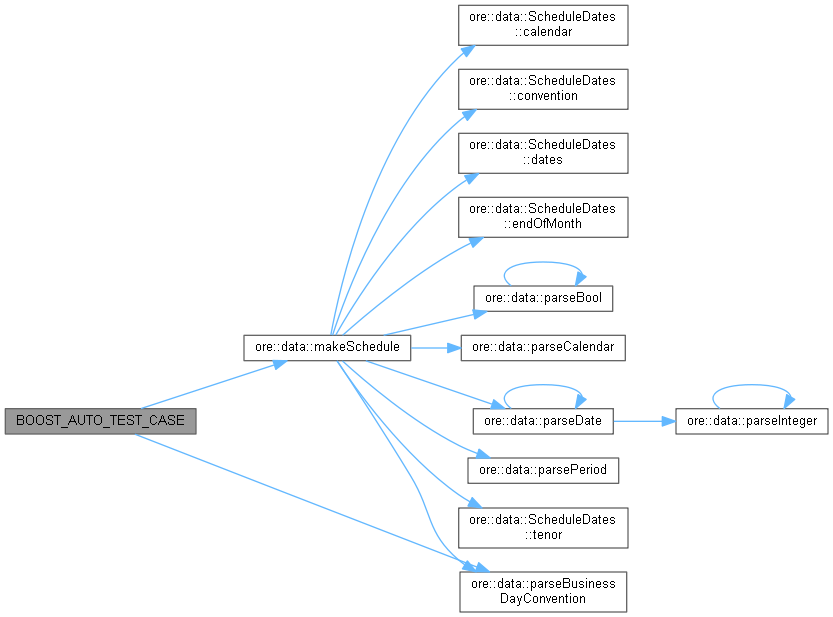 ore::data::ScheduleDates
::calendar
ore::data::ScheduleDates
::convention
ore::data::ScheduleDates
::dates
ore::data::ScheduleDates
::endOfMonth
ore::data::parseBool
ore::data::makeSchedule
ore::data::parseCalendar
BOOST_AUTO_TEST_CASE
ore::data::parseDate
ore::data::parseInteger
ore::data::parsePeriod
ore::data::ScheduleDates
::tenor
ore::data::parseBusiness
DayConvention